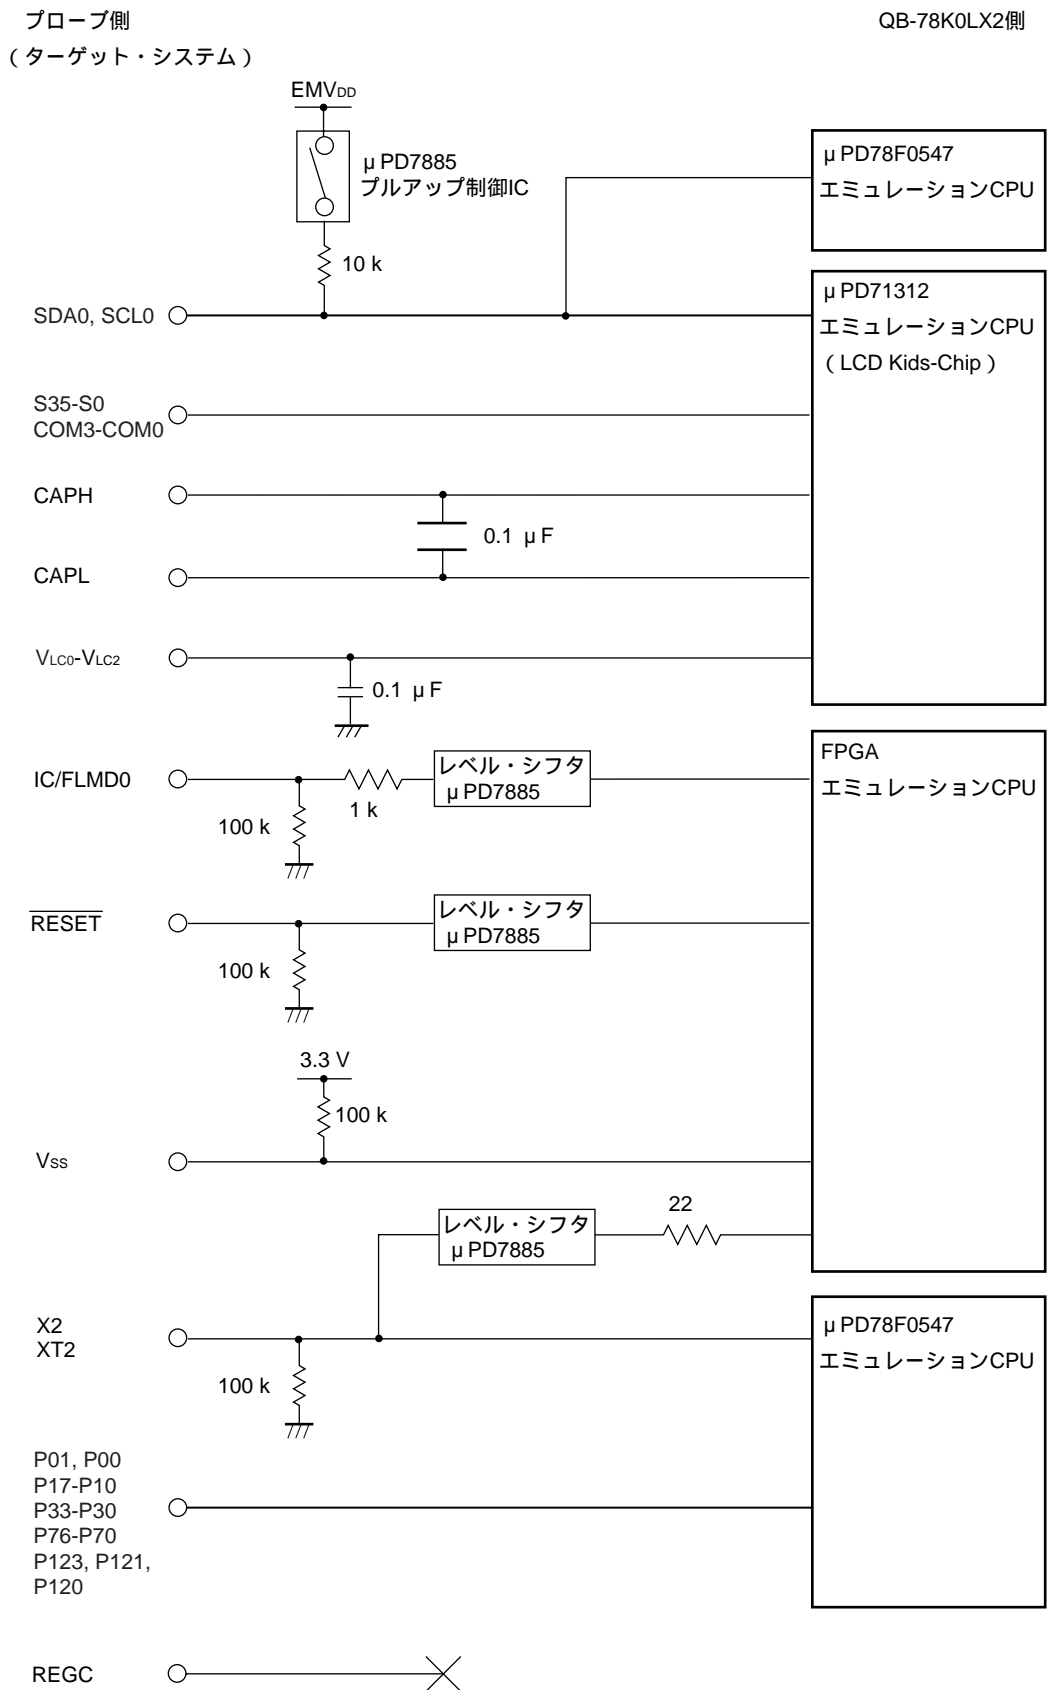 プローブ側
QB-78K0LX2側
(ターゲット・システム)
EMVDD
μPD7885
プルアップ制御IC
10 k
μPD78F0547
エミュレーションCPU
SDA0, SCL0
μPD71312
エミュレーションCPU
(LCD Kids-Chip)
S35-S0
COM3-COM0
CAPH
0.1 μF
CAPL
VLC0-VLC2
0.1 μF
IC/FLMD0
100 k
1 k
レベル・シフタ
μPD7885
FPGA
エミュレーションCPU
RESET
100 k
レベル・シフタ
μPD7885
3.3 V
100 k
VSS
レベル・シフタ
μPD7885
22
X2
XT2
100 k
μPD78F0547
エミュレーションCPU
P01, P00
P17-P10
P33-P30
P76-P70
P123, P121,
P120
REGC